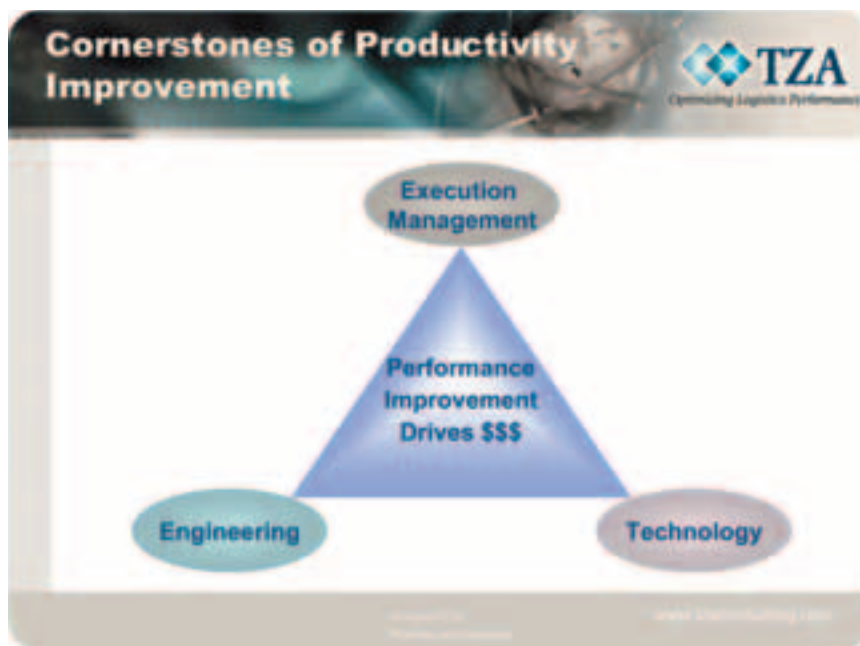 Cornerstones of Productivity
Improvement
TZA
Optimizing Logistics Performance
Execution
Management
Performance
Improvement
Drives $$$
Engineering
Technology